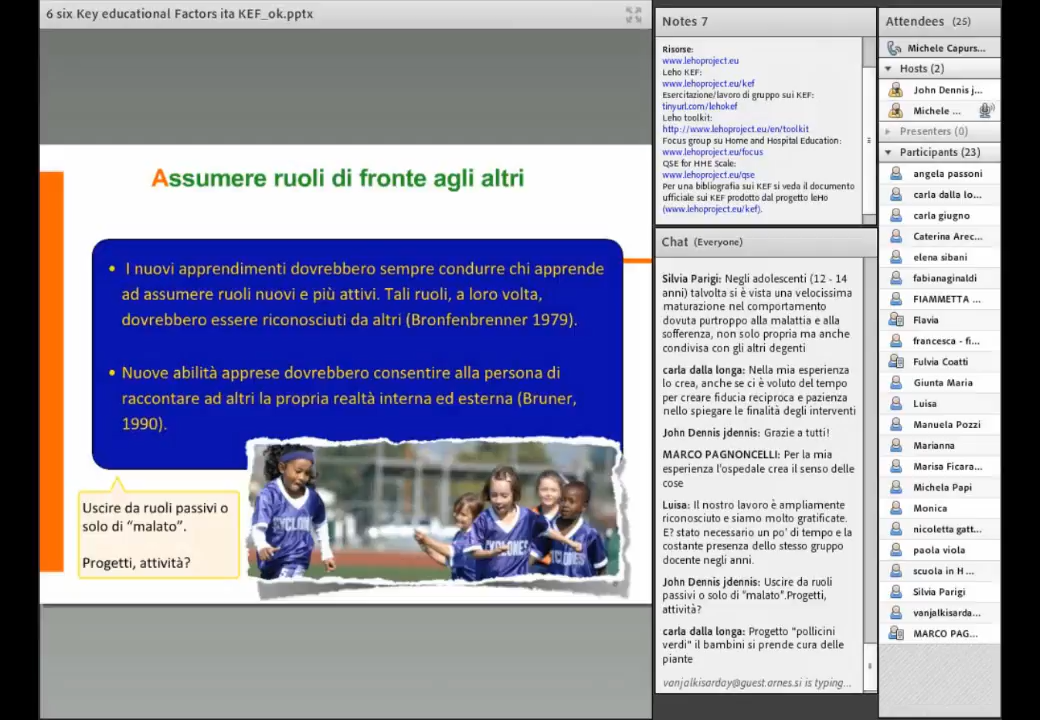 6 six Key educational Factors ita KEF_ok.pptx
Assumere ruoli di fronte agli altri
• I nuovi apprendimenti dovrebbero sempre condurre chi apprende
ad assumere ruoli nuovi e più attivi. Tali ruoli, a loro volta,
dovrebbero essere riconosciuti da altri (Bronfenbrenner 1979).
• Nuove abilità apprese dovrebbero consentire alla persona di
raccontare ad altri la propria realtà interna ed esterna (Bruner,
1990).
Uscire da ruoli passivi o
solo di “malato”.
Progetti, attività?
CYCLONES
Notes 7
Risorse:
www.lehoproject.eu
Leho KEF:
www.lehoproject.eu/kef
Esercitazione/lavoro di gruppo sui KEF:
tinyurl.com/lehokef
Leho toolkit:
http://www.lehoproject.eu/en/toolkit
Focus group su Home and Hospital Education:
www.lehoproject.eu/focus
QSE for HHE Scale:
www.lehoproject.eu/qse
Per una bibliografia sui KEF si veda il documento
ufficiale sui KEF prodotto dal progetto leHo
(www.lehoproject.eu/kef).
Chat (Everyone)
Silvia Parigi: Negli adolescenti (12 - 14
anni) talvolta si è vista una velocissima
maturazione nel comportamento
dovuta purtroppo alla malattia e alla
sofferenza, non solo propria ma anche
condivisa con gli altri degenti
carla dalla longa: Nella mia esperienza
lo crea, anche se ci è voluto del tempo
per creare fiducia reciproca e pazienza
nello spiegare le finalità degli interventi
John Dennis jdennis: Grazie a tutti!
MARCO PAGNONCELLI: Per la mia
esperienza l'ospedale crea il senso delle
cose
Luisa: Il nostro lavoro è ampliamente
riconosciuto e siamo molto gratificate.
E? stato necessario un po' di tempo e la
costante presenza dello stesso gruppo
docente negli anni.
John Dennis jdennis: Uscire da ruoli
passivi o solo di "malato".Progetti,
attività?
carla dalla longa: Progetto "pollicini
verdi" il bambini si prende cura delle
piante
vanjalkisarday@guest.arnes.si is typing...
Attendees (25)
Michele Capurs...
Hosts (2)
John Dennis j...
Michele ...
Presenters (0)
Participants (23)
angela passoni
carla dalla lo...
carla giugno
Caterina Arec...
elena sibani
fabianaginaldi
FIAMMETTA ...
Flavia
francesca - fi...
Fulvia Coatti
Giunta Maria
Luisa
Manuela Pozzi
Marianna
Marisa Ficara...
Michela Papi
Monica
nicoletta gatt...
paola viola
scuola in H ...
Silvia Parigi
vanjalkisarda...
MARCO PAG...